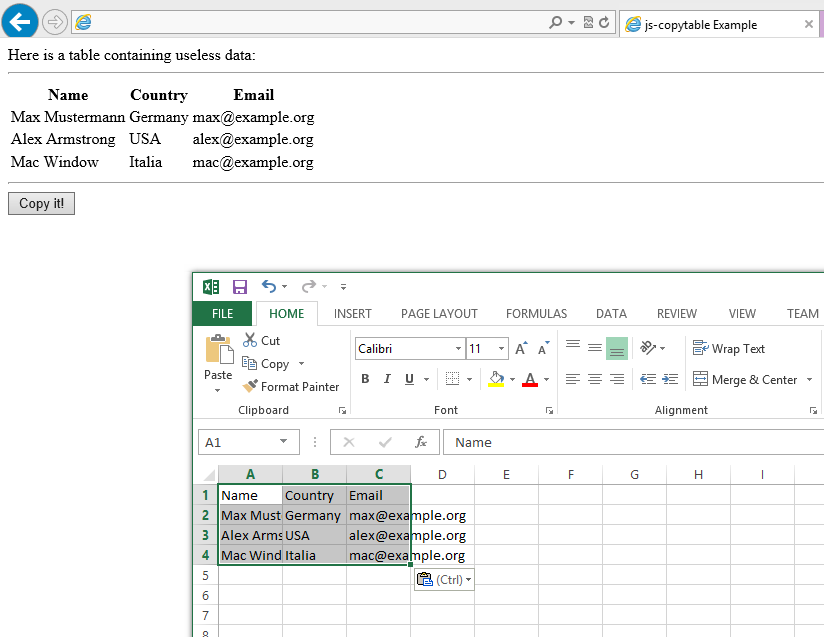 js-copytable Example
Here is a table containing useless data:
Name Country Email
Max Mustermann Germany max@example.org
Alex Armstrong USA alex@example.org
Mac Window Italia mac@example.org
Copy it!
FILE HOME INSERT PAGE LAYOUT FORMULAS DATA REVIEW VIEW TEAM
Paste
Cut
Copy
Format Painter
Clipboard
Calibri 11
B I U A
Font
Wrap Text
Merge & Center
Alignment
A1 fx Name
A B C D E F G H I
1 Name Country Email
2 Max Must Germany max@example.org
3 Alex Arms USA alex@example.org
4 Mac Wind Italia mac@example.org
5 (Ctrl)
6
7
8